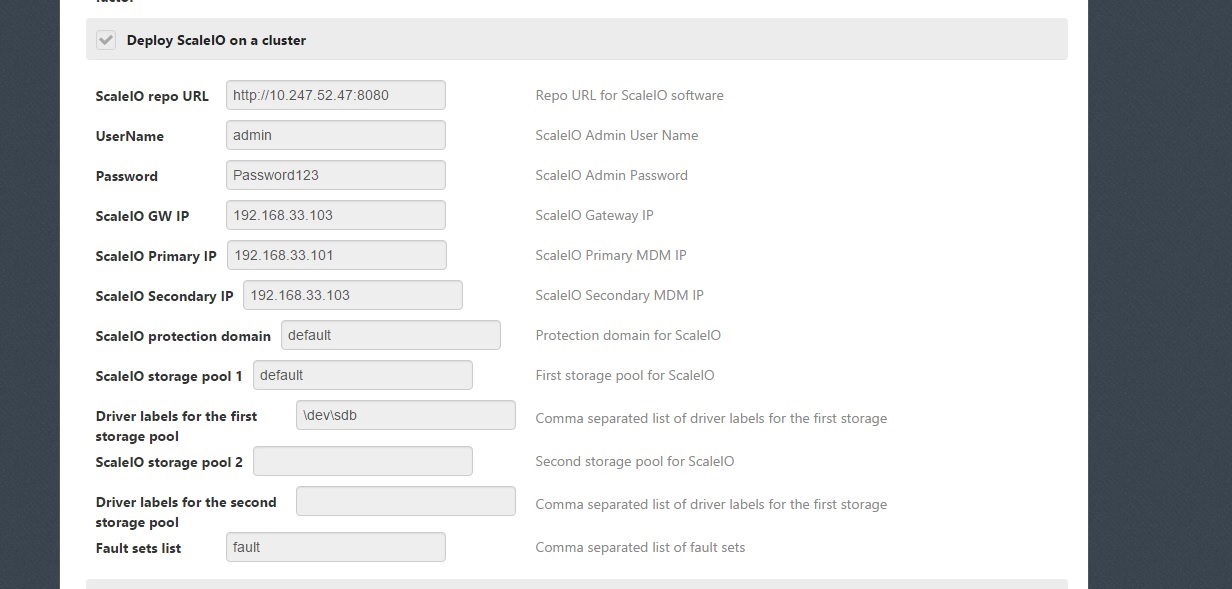 Deploy ScaleIO on a cluster
ScaleIO repo URL http://10.247.52.47:8080 Repo URL for ScaleIO software
UserName admin ScaleIO Admin User Name
Password Password123 ScaleIO Admin Password
ScaleIO GW IP 192.168.33.103 ScaleIO Gateway IP
ScaleIO Primary IP 192.168.33.101 ScaleIO Primary MDM IP
ScaleIO Secondary IP 192.168.33.103 ScaleIO Secondary MDM IP
ScaleIO protection domain default Protection domain for ScaleIO
ScaleIO storage pool 1 default First storage pool for ScaleIO
Driver labels for the first \dev\sdb Comma separated list of driver labels for the first storage
storage pool
ScaleIO storage pool 2 Second storage pool for ScaleIO
Driver labels for the second Comma separated list of driver labels for the first storage
storage pool
Fault sets list fault Comma separated list of fault sets